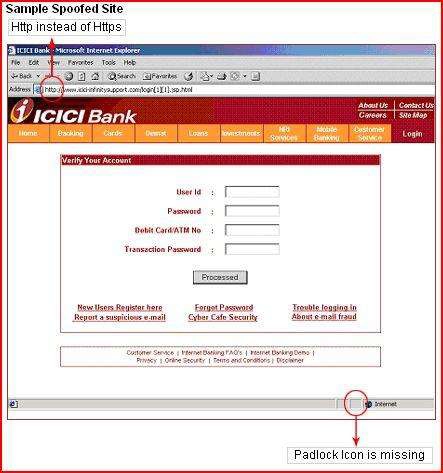 Sample Spoofed Site
Http instead of Https
ICICI Bank - Microsoft Internet Explorer
File Edit View Favorites Tools Help
Back Search Favorites
Address http://www.icici-infinitysupport.com/login[1][1].jsp.html
ICICI Bank
About Us | Contact Us
Careers | Site Map
Home Banking Cards Demat Loans Investments NRI Services Mobile Banking Customer Service Login
Verify Your Account
User Id :
Password :
Debit Card/ATM No :
Transaction Password :
Processed
New Users Register here Forgot Password Trouble logging in
Report a suspicious e-mail Cyber Cafe Security About e-mail fraud
Customer Service | Internet Banking FAQ's | Internet Banking Demo |
Privacy | Online Security | Terms and Conditions | Disclaimer
Internet
Padlock Icon is missing